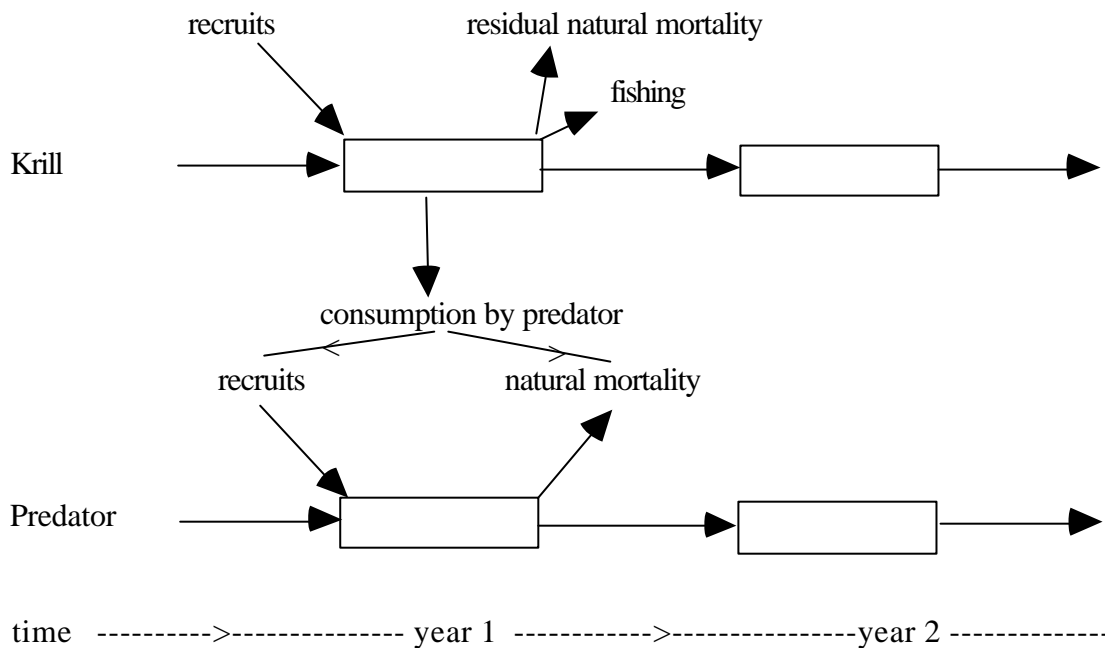 recruits residual natural mortality
fishing
Krill
consumption by predator
recruits natural mortality
Predator
time ----------->:---------------- year 1 ------------->:-----------------year 2 ---------------